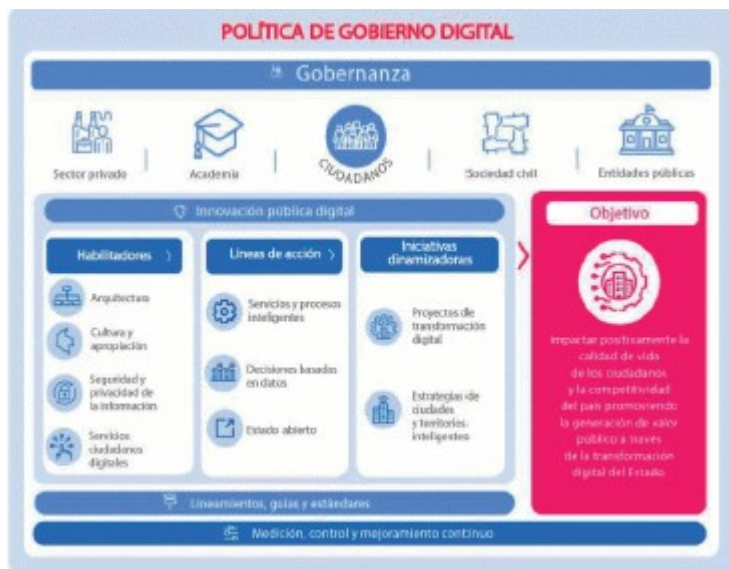 POLÍTICA DE GOBIERNO DIGITAL
Gobernanza
Sector privado
Academia
CIUDADANOS
Sociedad civil
Entidades públicas
Innovación pública digital
Habilitadores
Arquitectura
Cultura y
apropiación
Seguridad y
privacidad de
la información
Servicios
ciudadanos
digitales
Líneas de acción
Servicios y procesos
inteligentes
Decisiones basadas
en datos
Estado abierto
Iniciativas
dinamizadoras
Proyectos de
transformación
digital
Estrategias de
ciudades
y territorios
inteligentes
Objetivo
Impactar positivamente la
calidad de vida
de los ciudadanos
y la competitividad
del país promoviendo
la generación de valor
público a través
de la transformación
digital del Estado
Lineamientos, guías y estándares
Medición, control y mejoramiento continuo